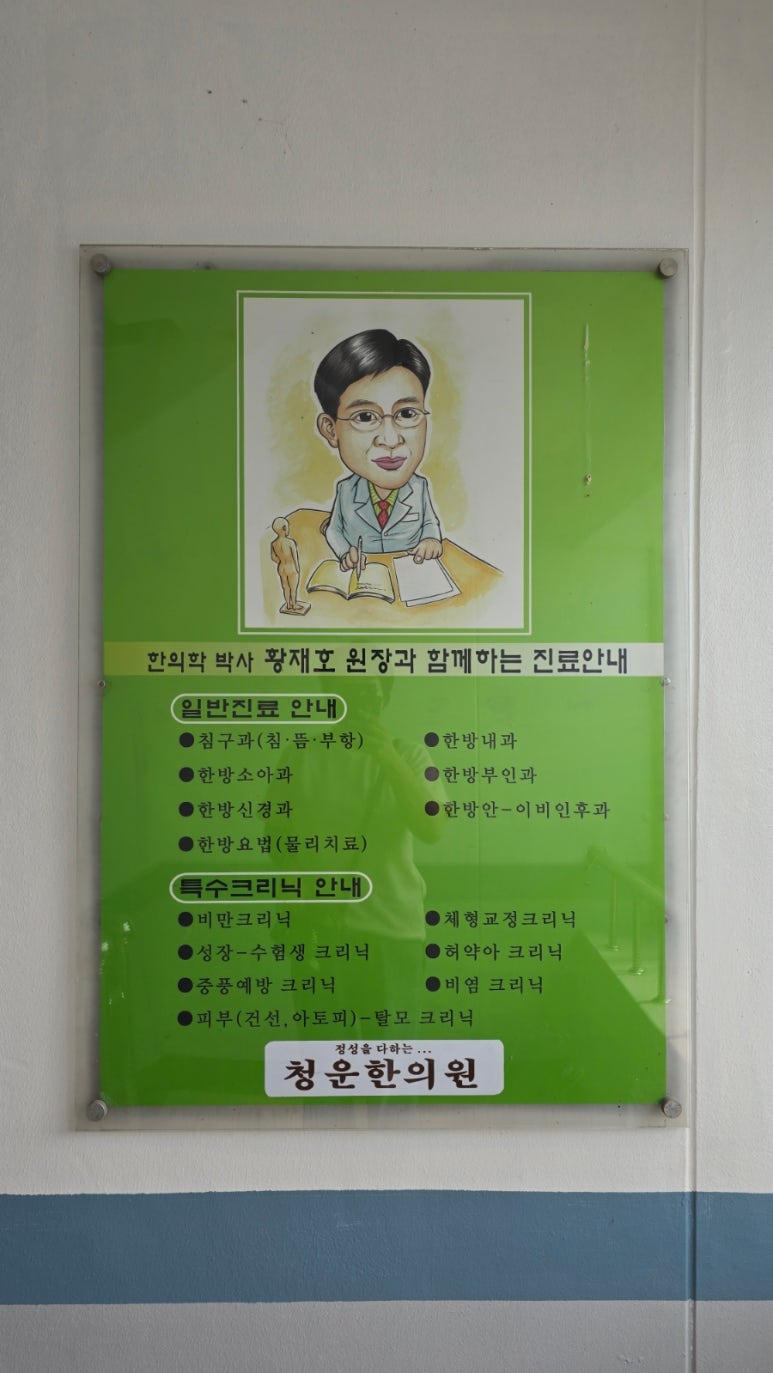 한의학 박사 황재호 원장과 함께하는 진료안내
일반진료 안내
●침구과(침·뜸·부항) ●한방내과
●한방소아과 ●한방부인과
●한방신경과 ●한방안-이비인후과
●한방요법(물리치료)
특수크리닉 안내
●비만크리닉 ●체형교정크리닉
●성장-수험생 크리닉 ●허약아 크리닉
●중풍예방 크리닉 ●비염 크리닉
●피부(건선,아토피)-탈모 크리닉
정성을 다하는...
청운한의원